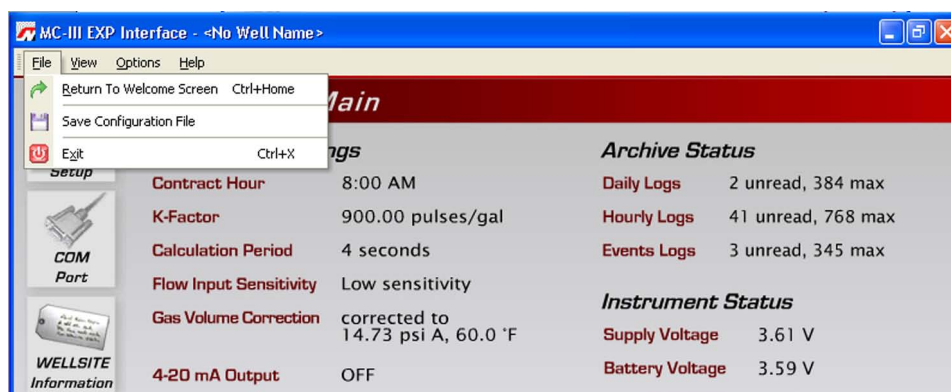 MC-III EXP Interface - <No Well Name>
File View Options Help
Return To Welcome Screen Ctrl+Home
Save Configuration File
Exit Ctrl+X
Main
Setup
COM
Port
WELLSITE
Information
Contract Hour 8:00 AM
K-Factor 900.00 pulses/gal
Calculation Period 4 seconds
Flow Input Sensitivity Low sensitivity
Gas Volume Correction corrected to
14.73 psi A, 60.0 °F
4-20 mA Output OFF
Archive Status
Daily Logs 2 unread, 384 max
Hourly Logs 41 unread, 768 max
Events Logs 3 unread, 345 max
Instrument Status
Supply Voltage 3.61 V
Battery Voltage 3.59 V